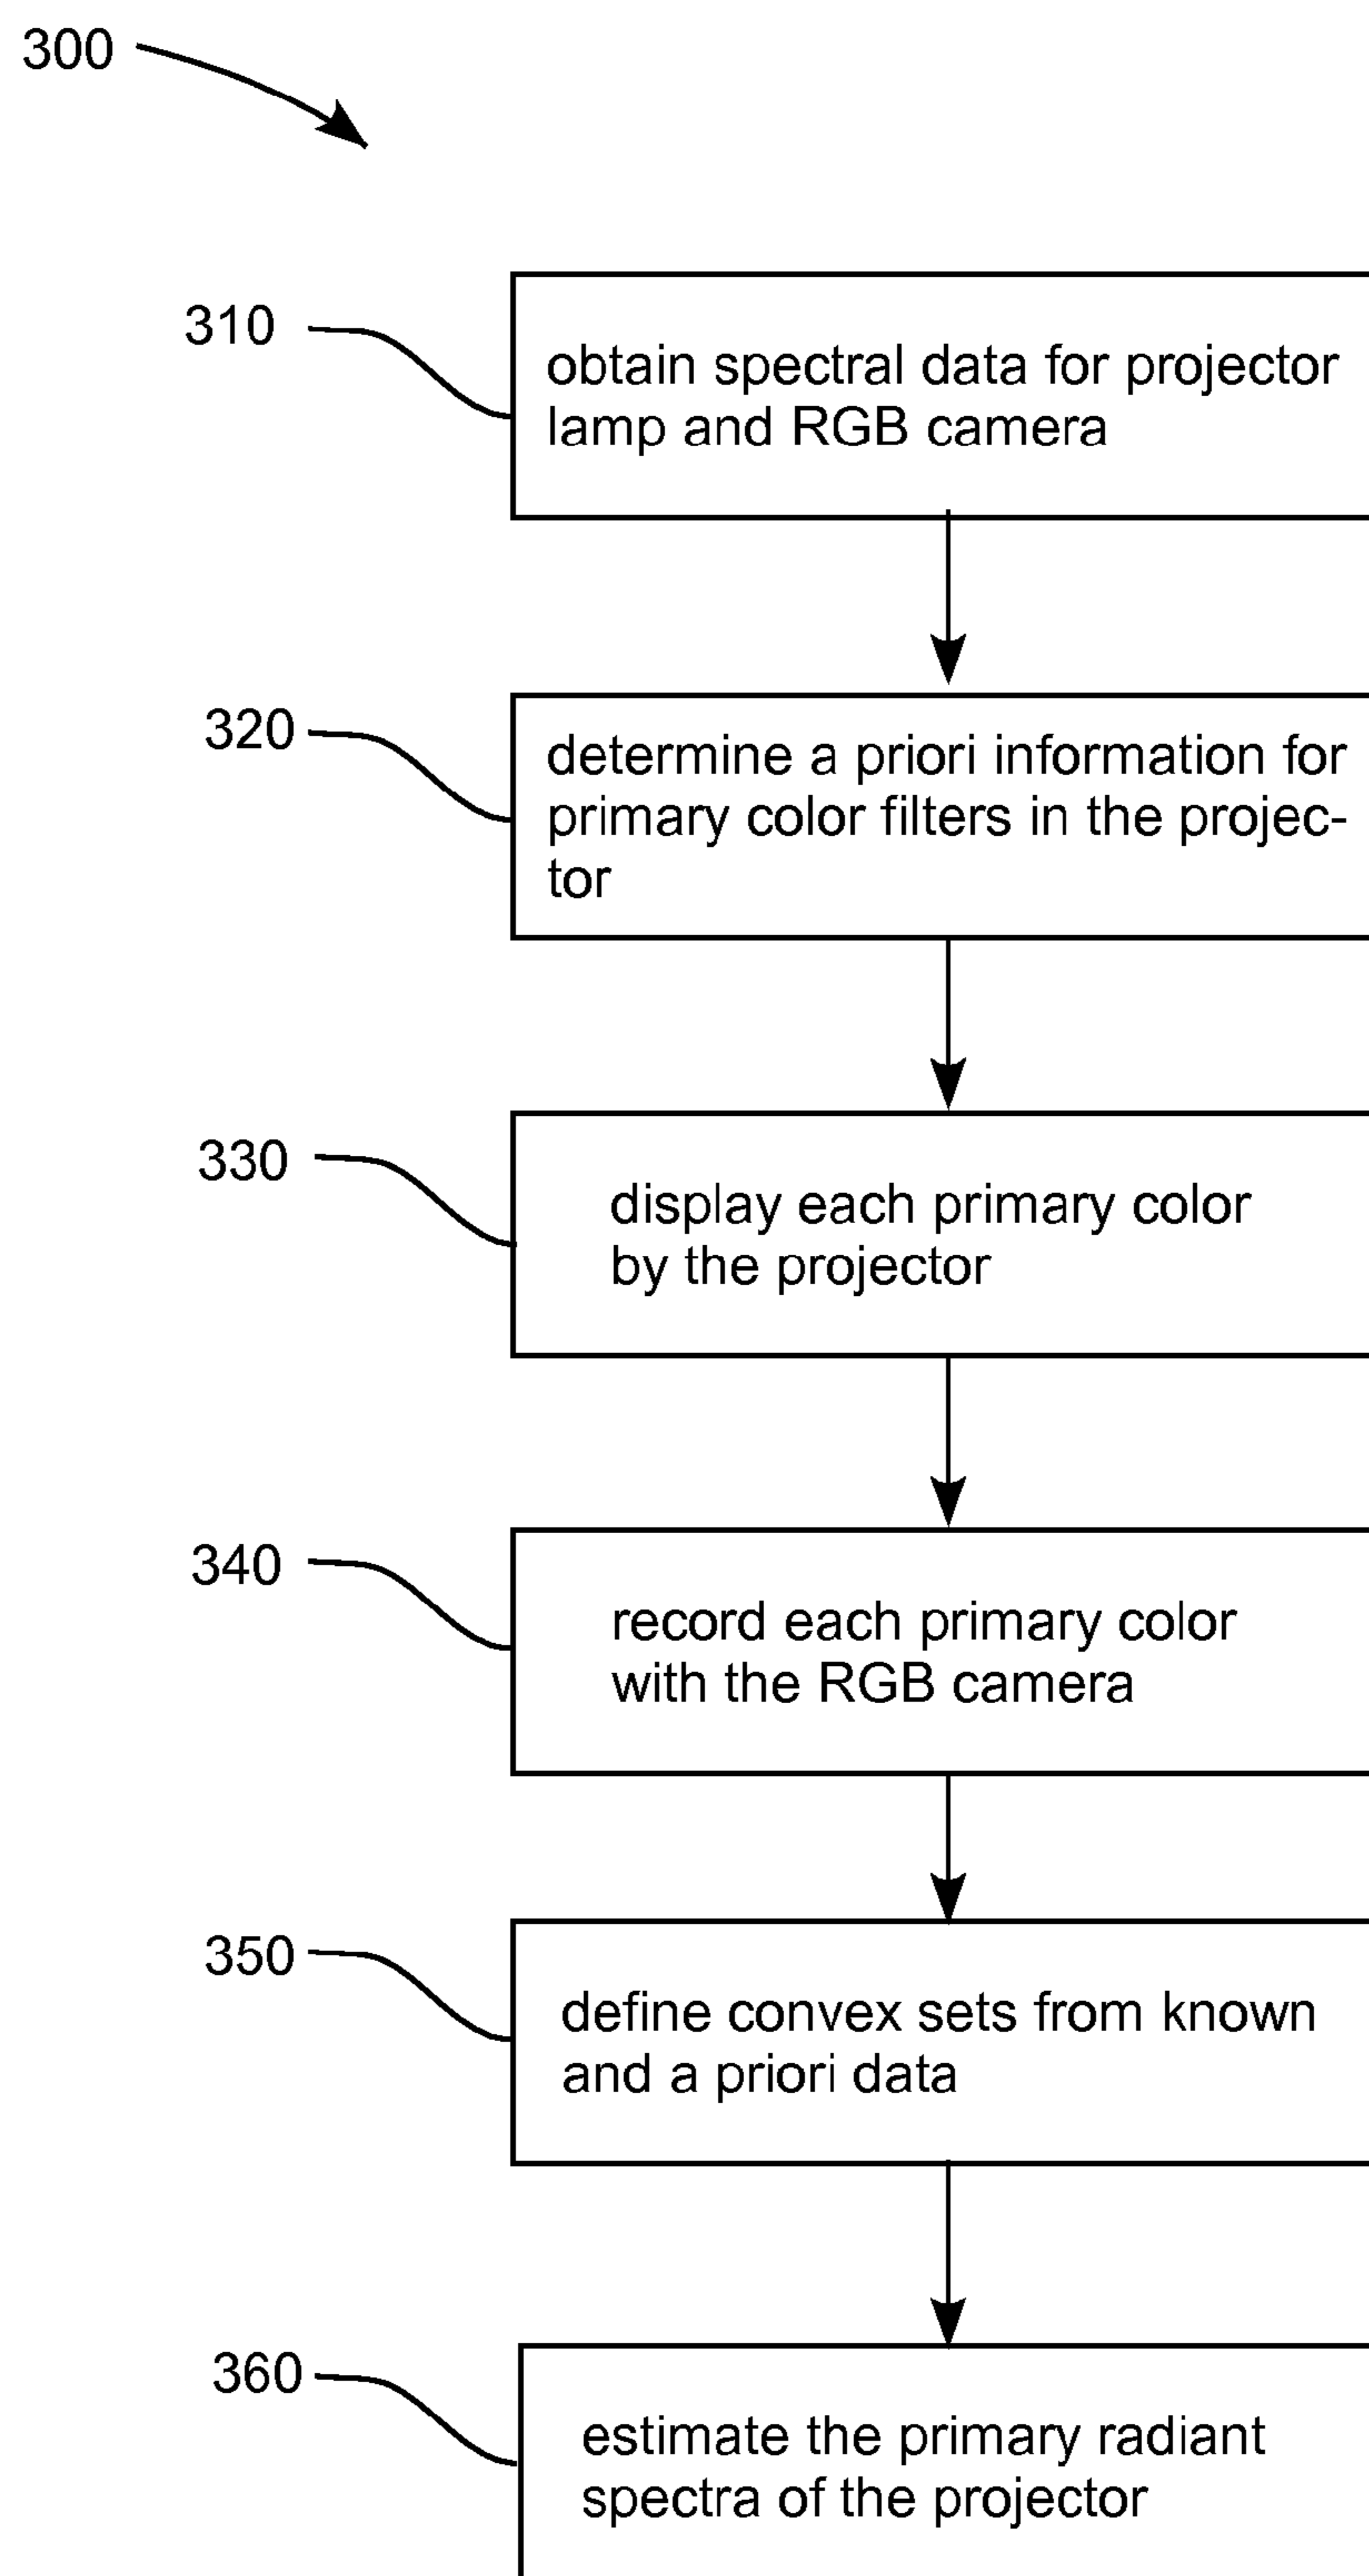 300
310
obtain spectral data for projector
lamp and RGB camera
320
determine a priori information for
primary color filters in the projec-
tor
330
display each primary color
by the projector
340
record each primary color
with the RGB camera
350
define convex sets from known
and a priori data
360
estimate the primary radiant
spectra of the projector